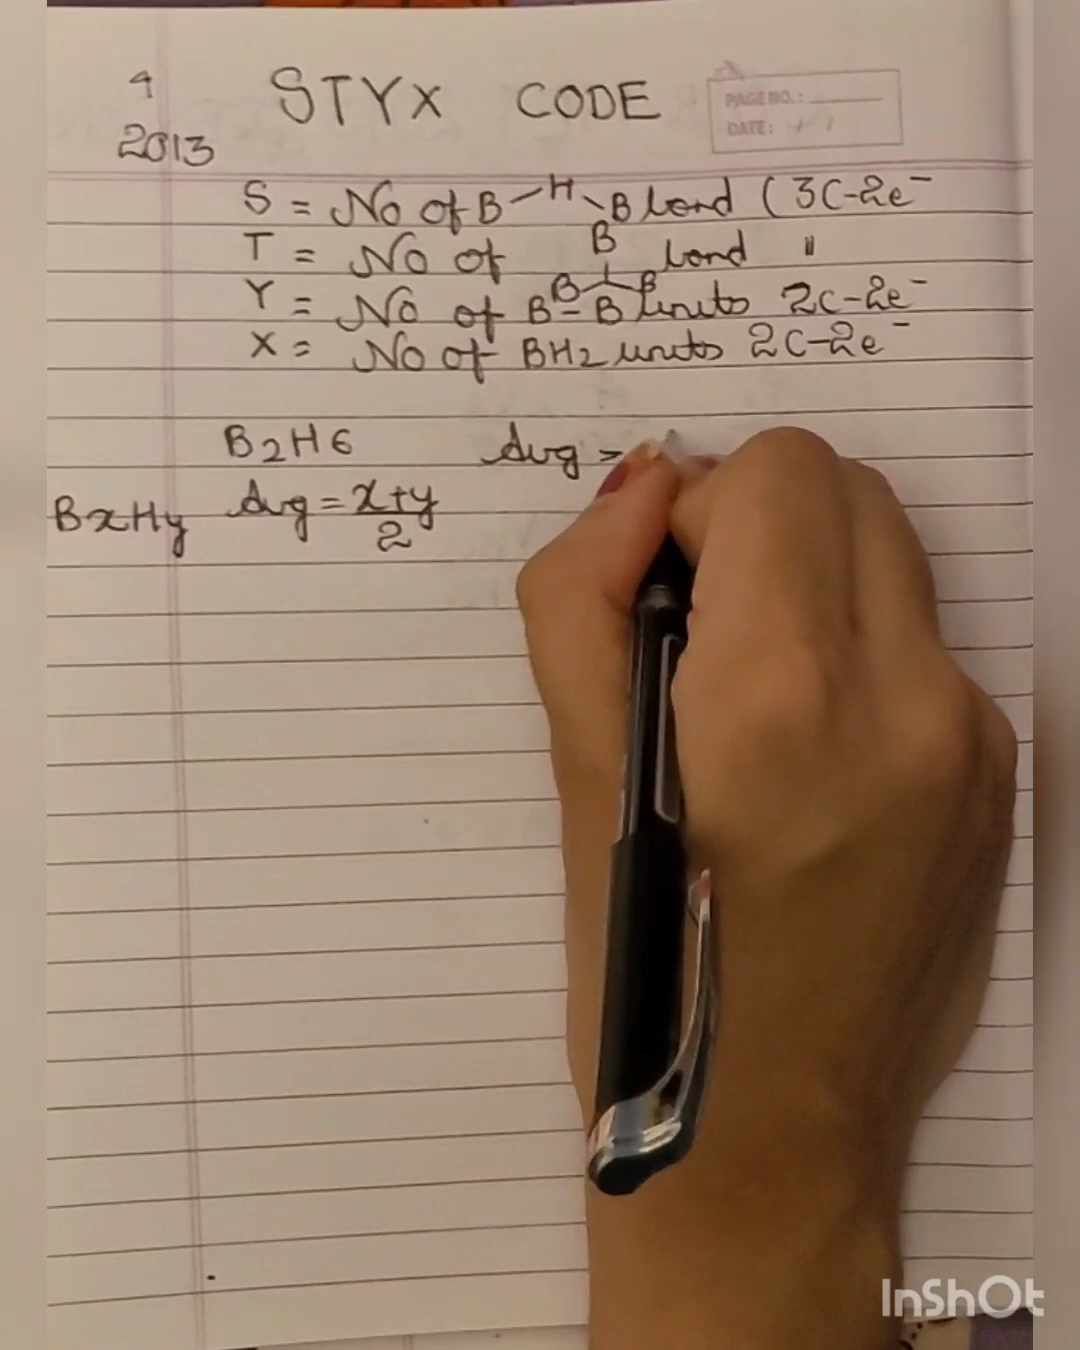 4
2013
STYX CODE
PAGE NO.:
DATE: / /
S = No of B-H-B bond (3C-2e⁻
T = No of B B B bond "
Y = No of B-B units 2C-2e⁻
X = No of BH2 units 2C-2e⁻
B2H6 Avg =
BxHy Avg = x+y/2
InShOt